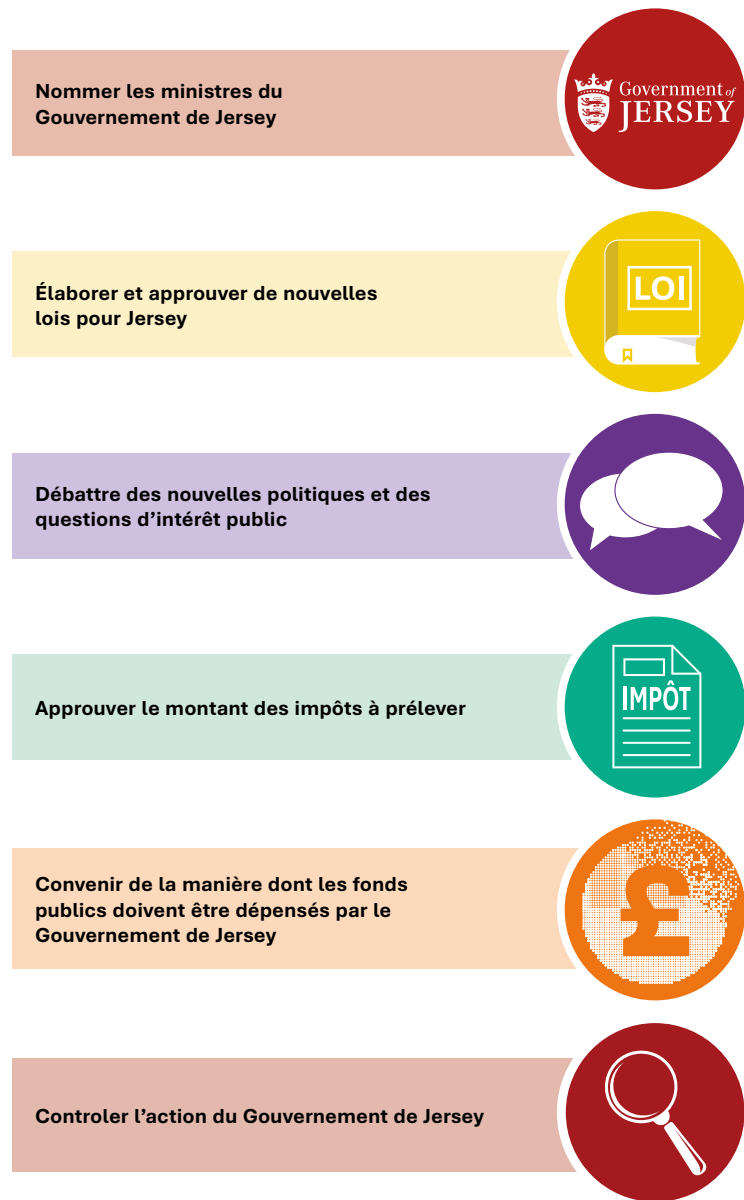 Nommer les ministres du
Gouvernement de Jersey
Government of
JERSEY
Élaborer et approuver de nouvelles
lois pour Jersey
LOI
Débattre des nouvelles politiques et des
questions d’intérêt public
Approuver le montant des impôts à prélever
IMPÔT
Convenir de la manière dont les fonds
publics doivent être dépensés par le
Gouvernement de Jersey
£
Controler l’action du Gouvernement de Jersey